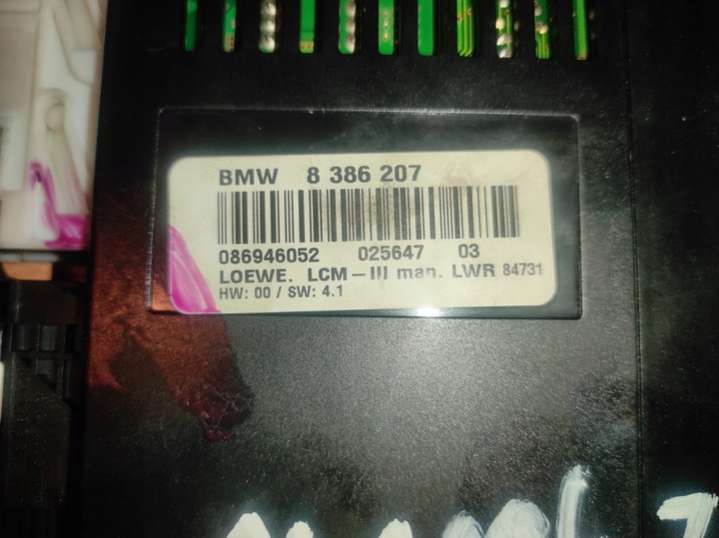 BMW 8 386 207
086946052 025647 03
LOEWE. LCM-III man. LWR 84731
HW: 00 / SW: 4.1